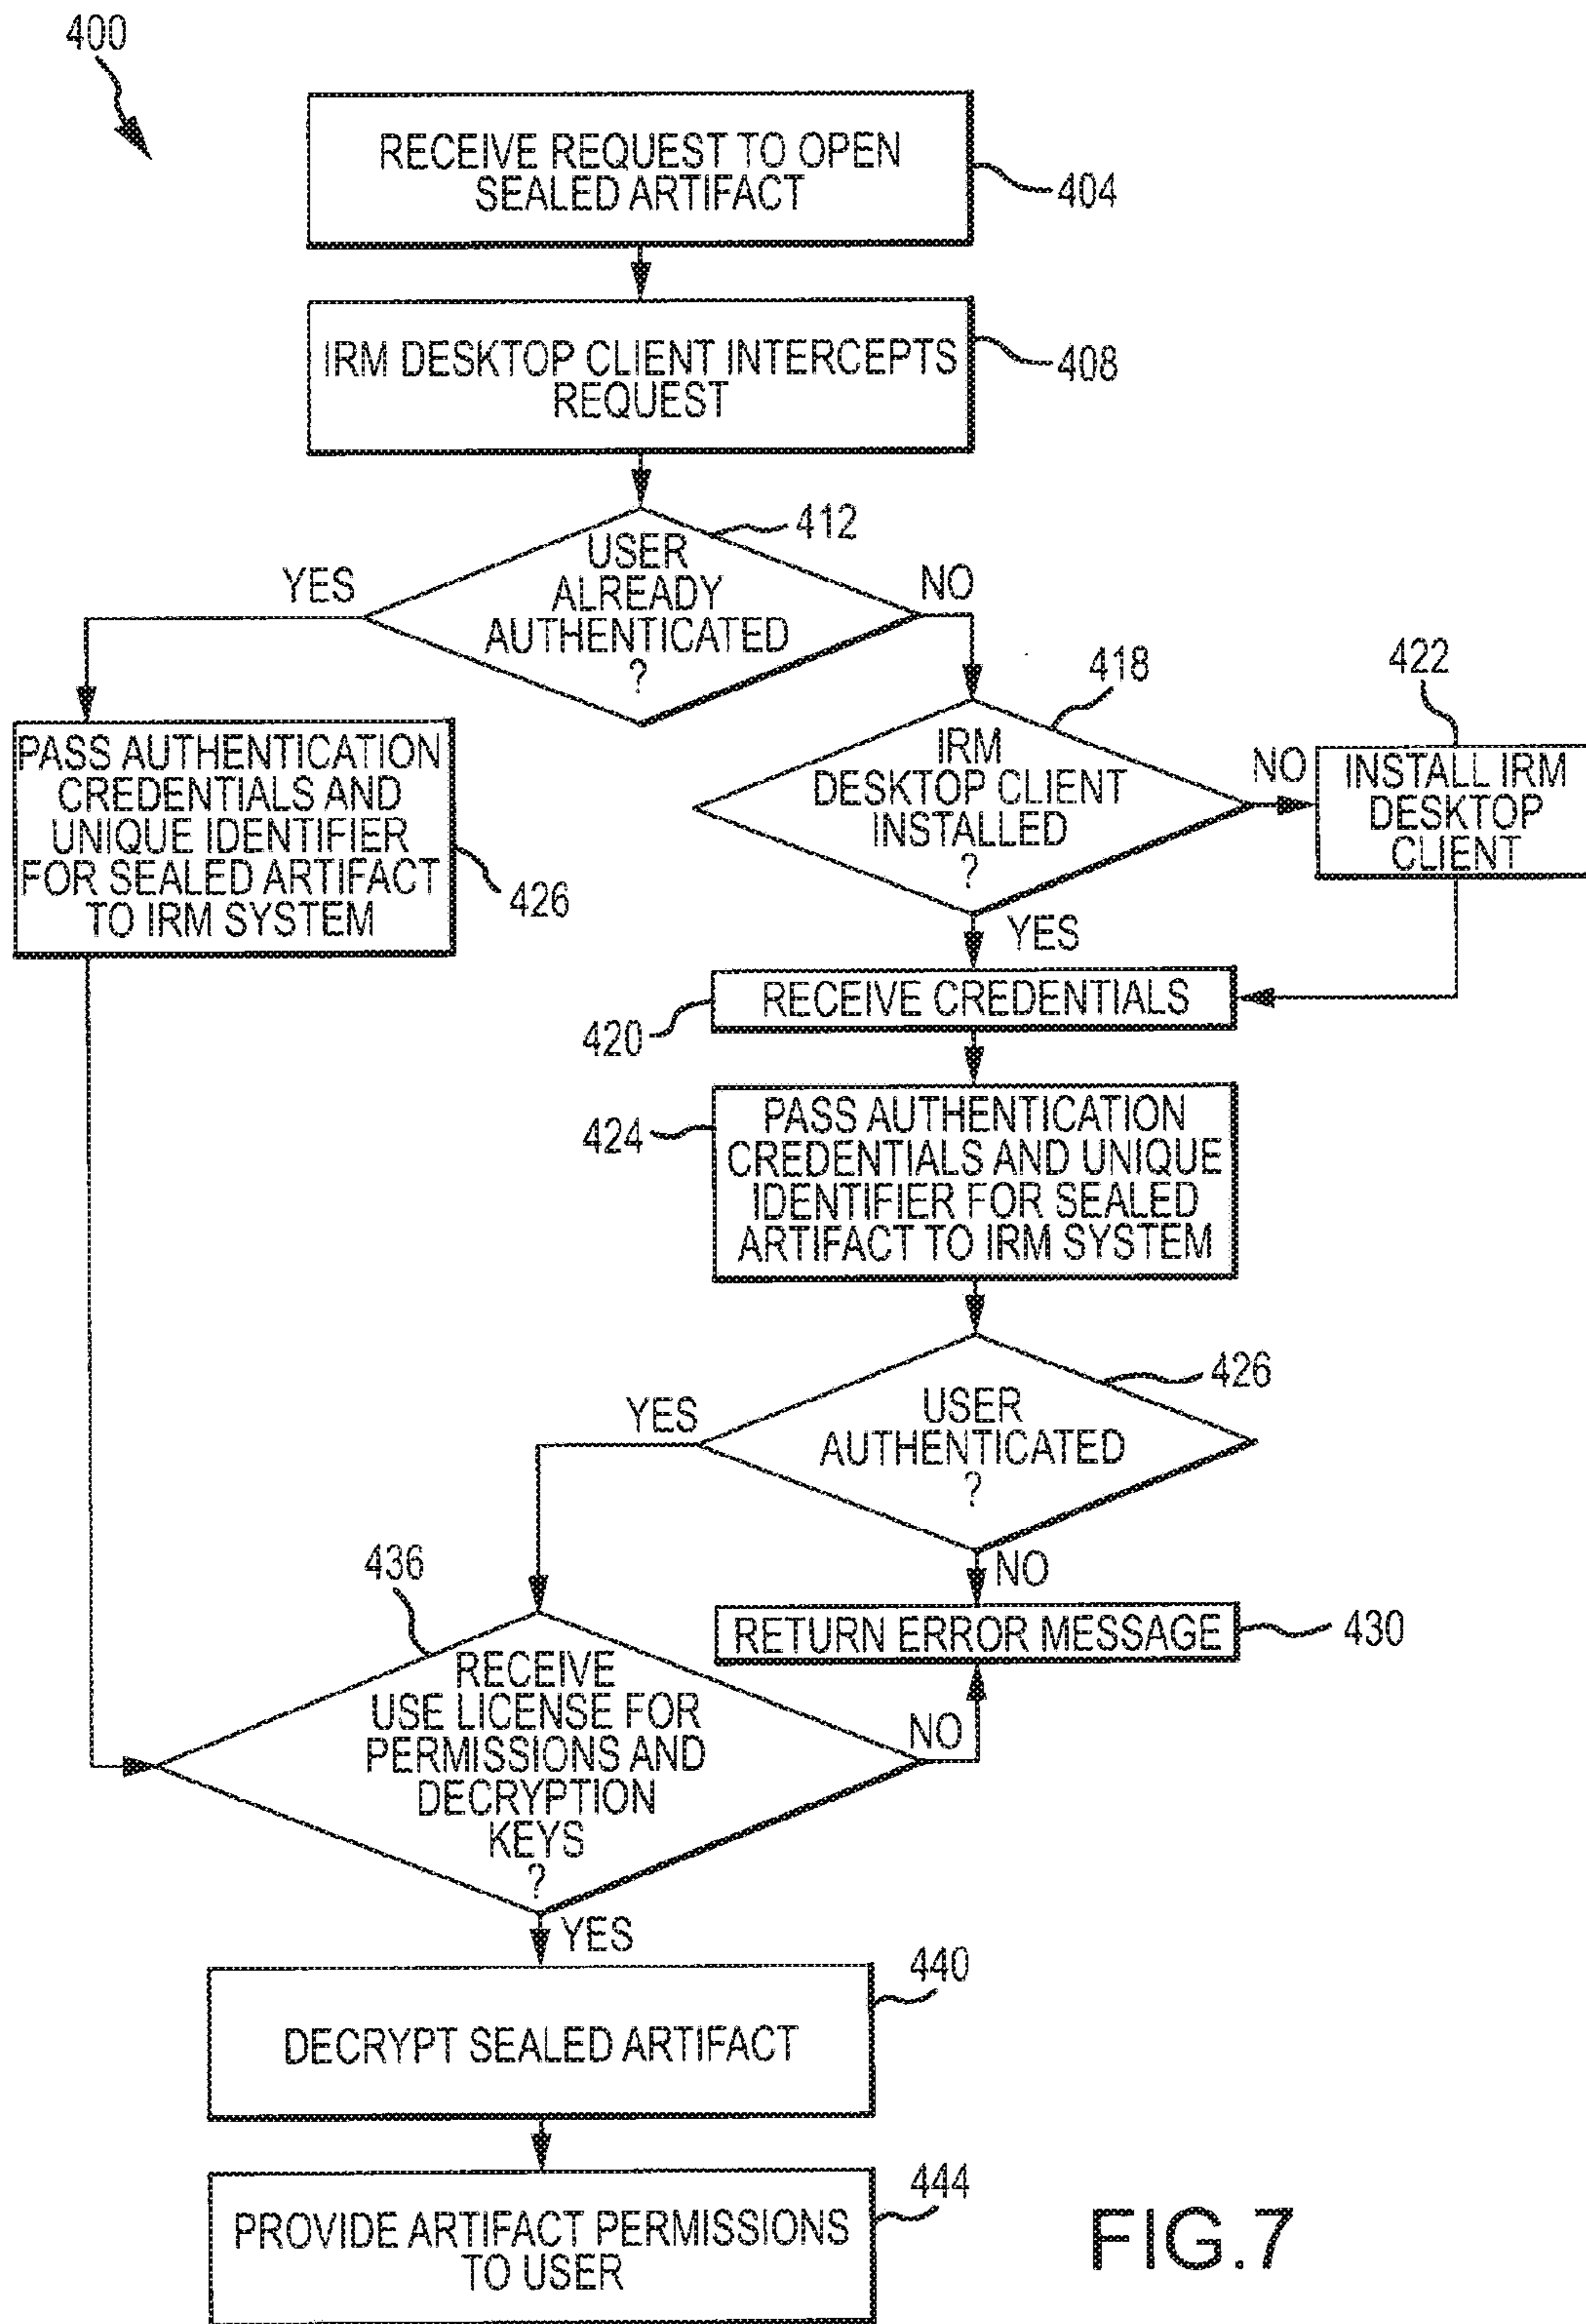 400
RECEIVE REQUEST TO OPEN
SEALED ARTIFACT
404
IRM DESKTOP CLIENT INTERCEPTS
REQUEST
408
412
USER
ALREADY
AUTHENTICATED
?
YES
NO
418
422
PASS AUTHENTICATION
CREDENTIALS AND
UNIQUE IDENTIFIER
FOR SEALED ARTIFACT
TO IRM SYSTEM
426
IRM
DESKTOP CLIENT
INSTALLED
?
NO
INSTALL IRM
DESKTOP
CLIENT
YES
RECEIVE CREDENTIALS
420
424
PASS AUTHENTICATION
CREDENTIALS AND UNIQUE
IDENTIFIER FOR SEALED
ARTIFACT TO IRM SYSTEM
426
USER
AUTHENTICATED
?
YES
NO
436
RETURN ERROR MESSAGE
430
RECEIVE
USE LICENSE FOR
PERMISSIONS AND
DECRYPTION
KEYS
?
NO
YES
440
DECRYPT SEALED ARTIFACT
444
PROVIDE ARTIFACT PERMISSIONS
TO USER
FIG.7